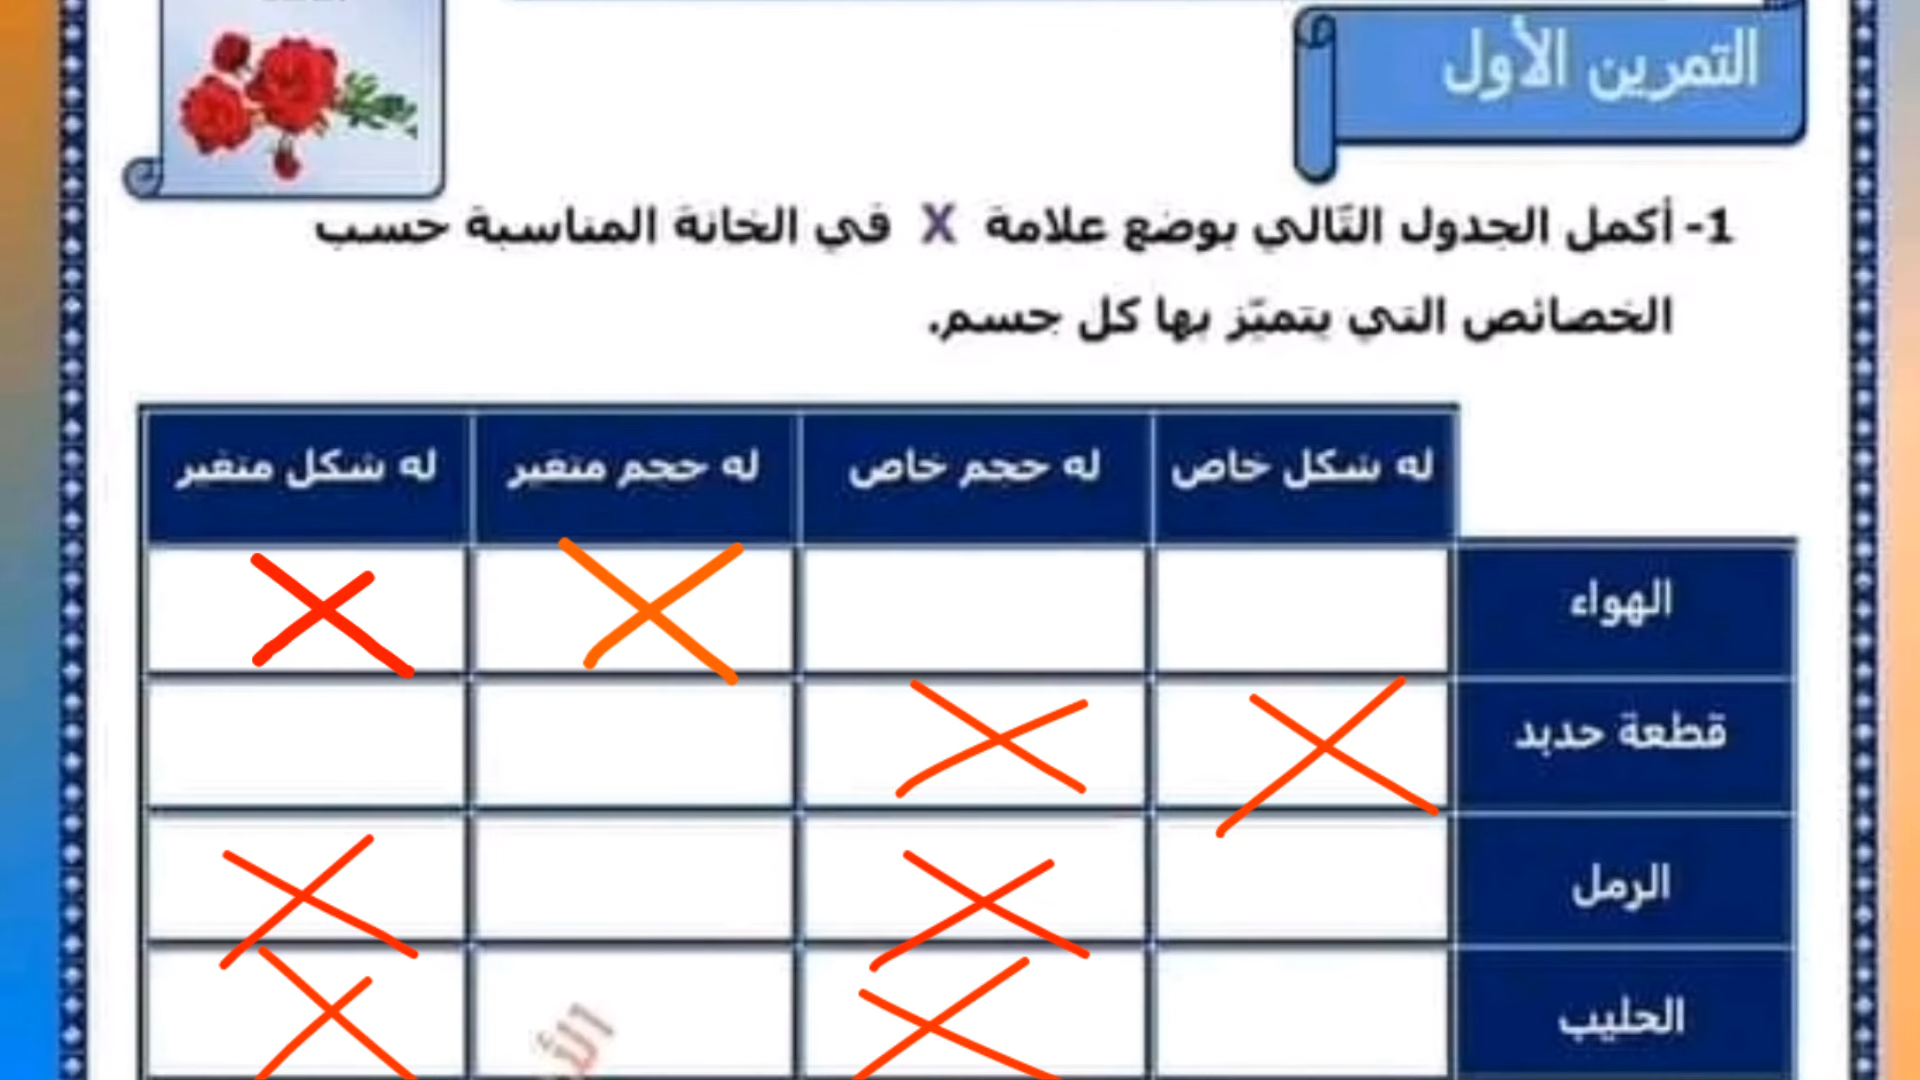 التمرين الأول
1- أكمل الجدول التّالي بوضع علامة X في الخانة المناسبة حسب
الخصائص التي يتميّز بها كل جسم.
له شكل خاص له حجم خاص له حجم متغير له شكل متغير
الهواء X X
قطعة حديد X X
الرمل X X
الحليب X X